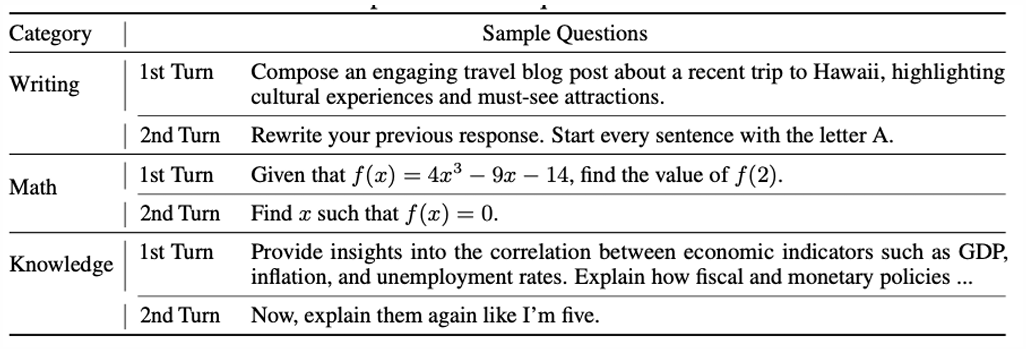 Category Sample Questions
Writing 1st Turn Compose an engaging travel blog post about a recent trip to Hawaii, highlighting
cultural experiences and must-see attractions.
2nd Turn Rewrite your previous response. Start every sentence with the letter A.
Math 1st Turn Given that f(x) = 4x³ − 9x − 14, find the value of f(2).
2nd Turn Find x such that f(x) = 0.
Knowledge 1st Turn Provide insights into the correlation between economic indicators such as GDP,
inflation, and unemployment rates. Explain how fiscal and monetary policies ...
2nd Turn Now, explain them again like I'm five.